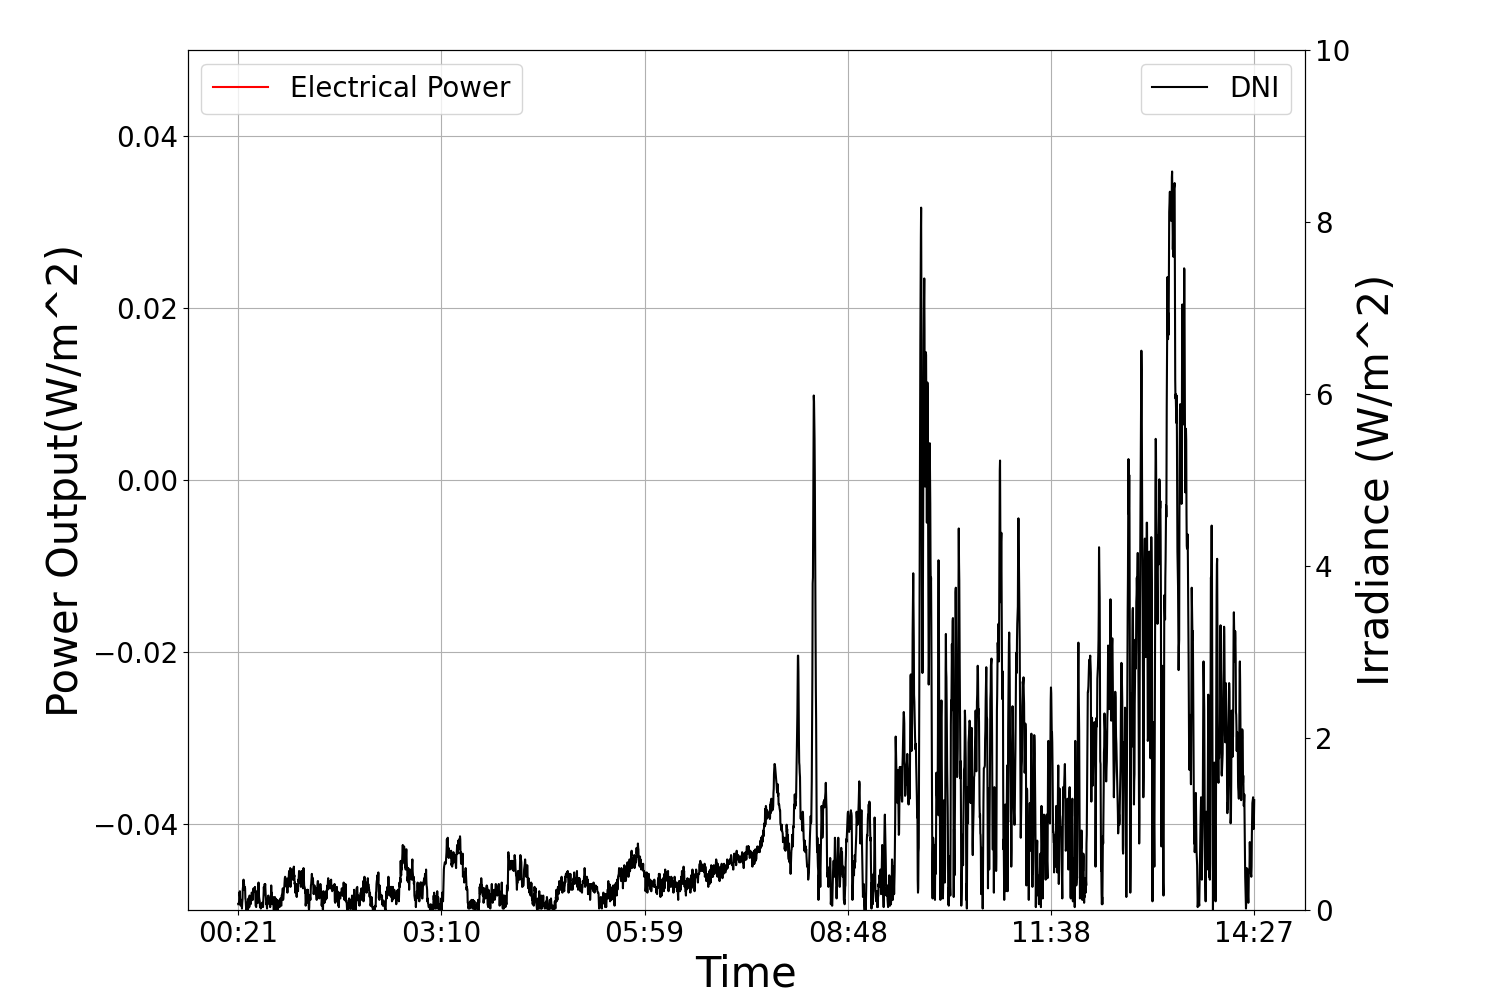 Electrical Power
DNI
Power Output(W/m^2)
0.04
0.02
0.00
−0.02
−0.04
10
8
6
4
2
0
Irradiance (W/m^2)
00:21 03:10 05:59 08:48 11:38 14:27
Time